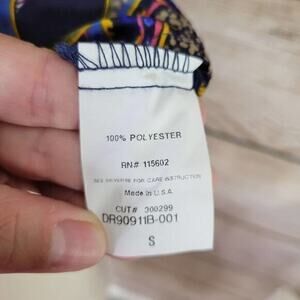 100% POLYESTER
RN# 115602
SEE REVERSE FOR CARE INSTRUCTION
Made in U.S.A.
CUT# 300299
DR90911B-001
S